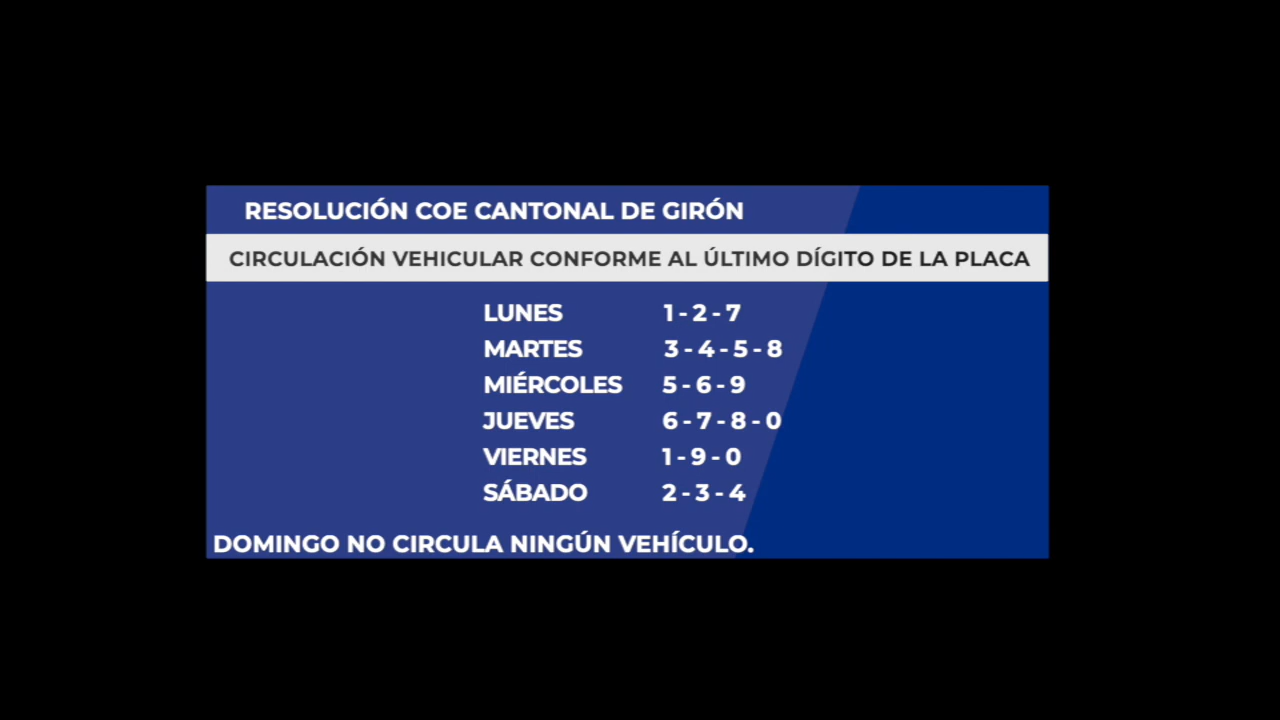 RESOLUCIÓN COE CANTONAL DE GIRÓN
CIRCULACIÓN VEHICULAR CONFORME AL ÚLTIMO DÍGITO DE LA PLACA
LUNES 1 - 2 - 7
MARTES 3 - 4 - 5 - 8
MIÉRCOLES 5 - 6 - 9
JUEVES 6 - 7 - 8 - 0
VIERNES 1 - 9 - 0
SÁBADO 2 - 3 - 4
DOMINGO NO CIRCULA NINGÚN VEHÍCULO.